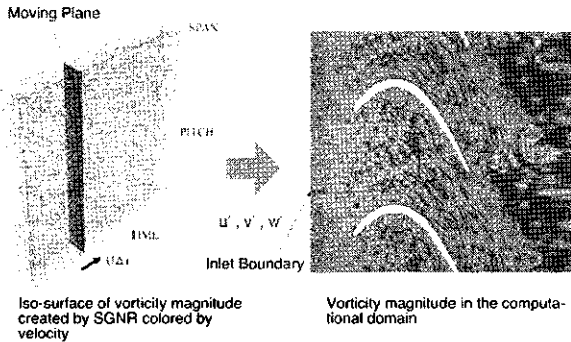 Moving Plane
SPAN
PITCH
TIME
UΔt
u', v', w'
Inlet Boundary
Iso-surface of vorticity magnitude
created by SGNR colored by
velocity
Vorticity magnitude in the computa-
tional domain